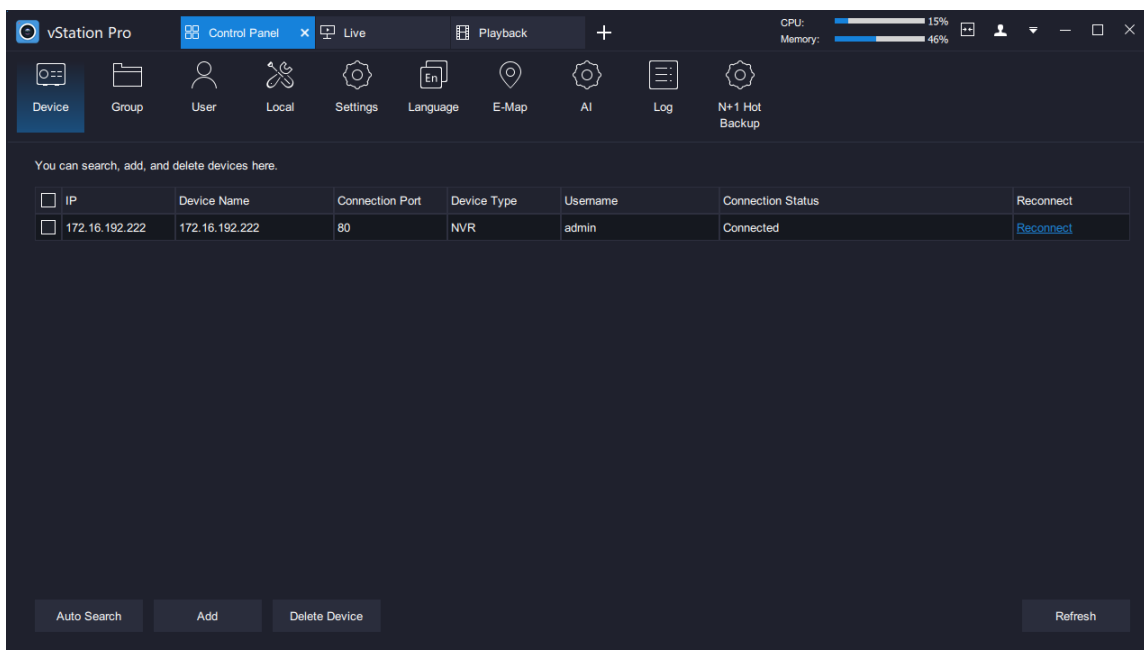 vStation Pro Control Panel × Live Playback + CPU: 15%
Memory: 46%
En
Device Group User Local Settings Language E-Map AI Log N+1 Hot
Backup
You can search, add, and delete devices here.
IP Device Name Connection Port Device Type Username Connection Status Reconnect
172.16.192.222 172.16.192.222 80 NVR admin Connected Reconnect
Auto Search Add Delete Device Refresh